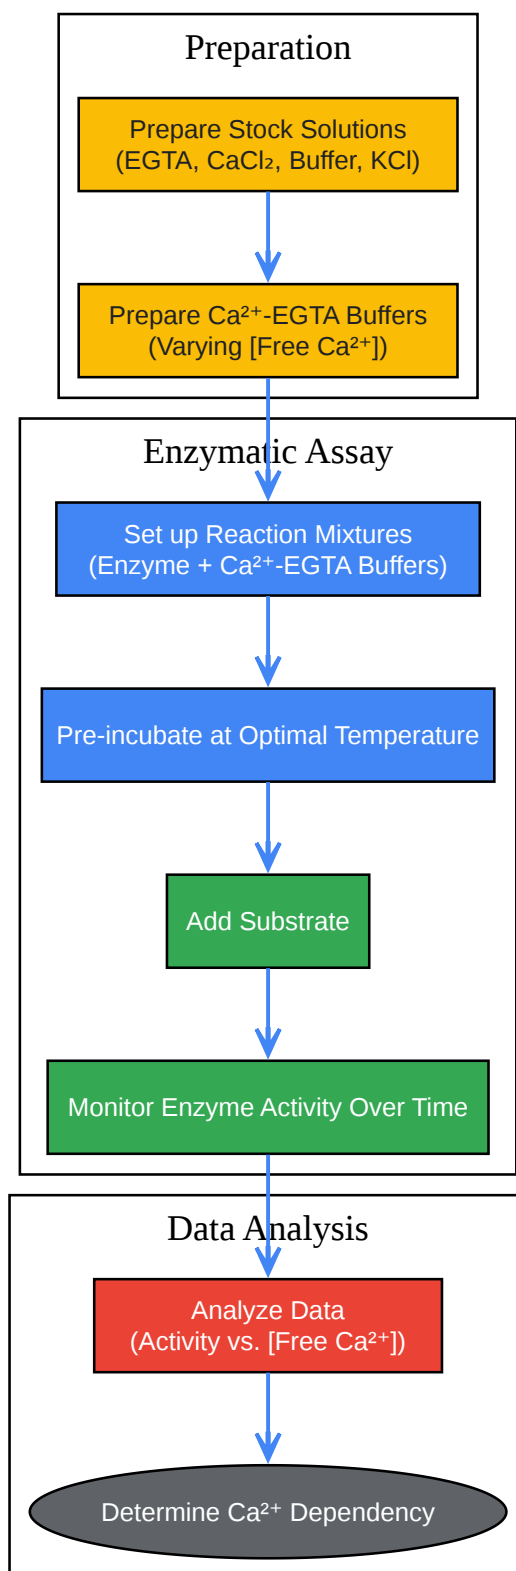 Preparation
Prepare Stock Solutions
(EGTA, CaCl₂, Buffer, KCl)
Prepare Ca²⁺-EGTA Buffers
(Varying [Free Ca²⁺])
Enzymatic Assay
Set up Reaction Mixtures
(Enzyme + Ca²⁺-EGTA Buffers)
Pre-incubate at Optimal Temperature
Add Substrate
Monitor Enzyme Activity Over Time
Data Analysis
Analyze Data
(Activity vs. [Free Ca²⁺])
Determine Ca²⁺ Dependency